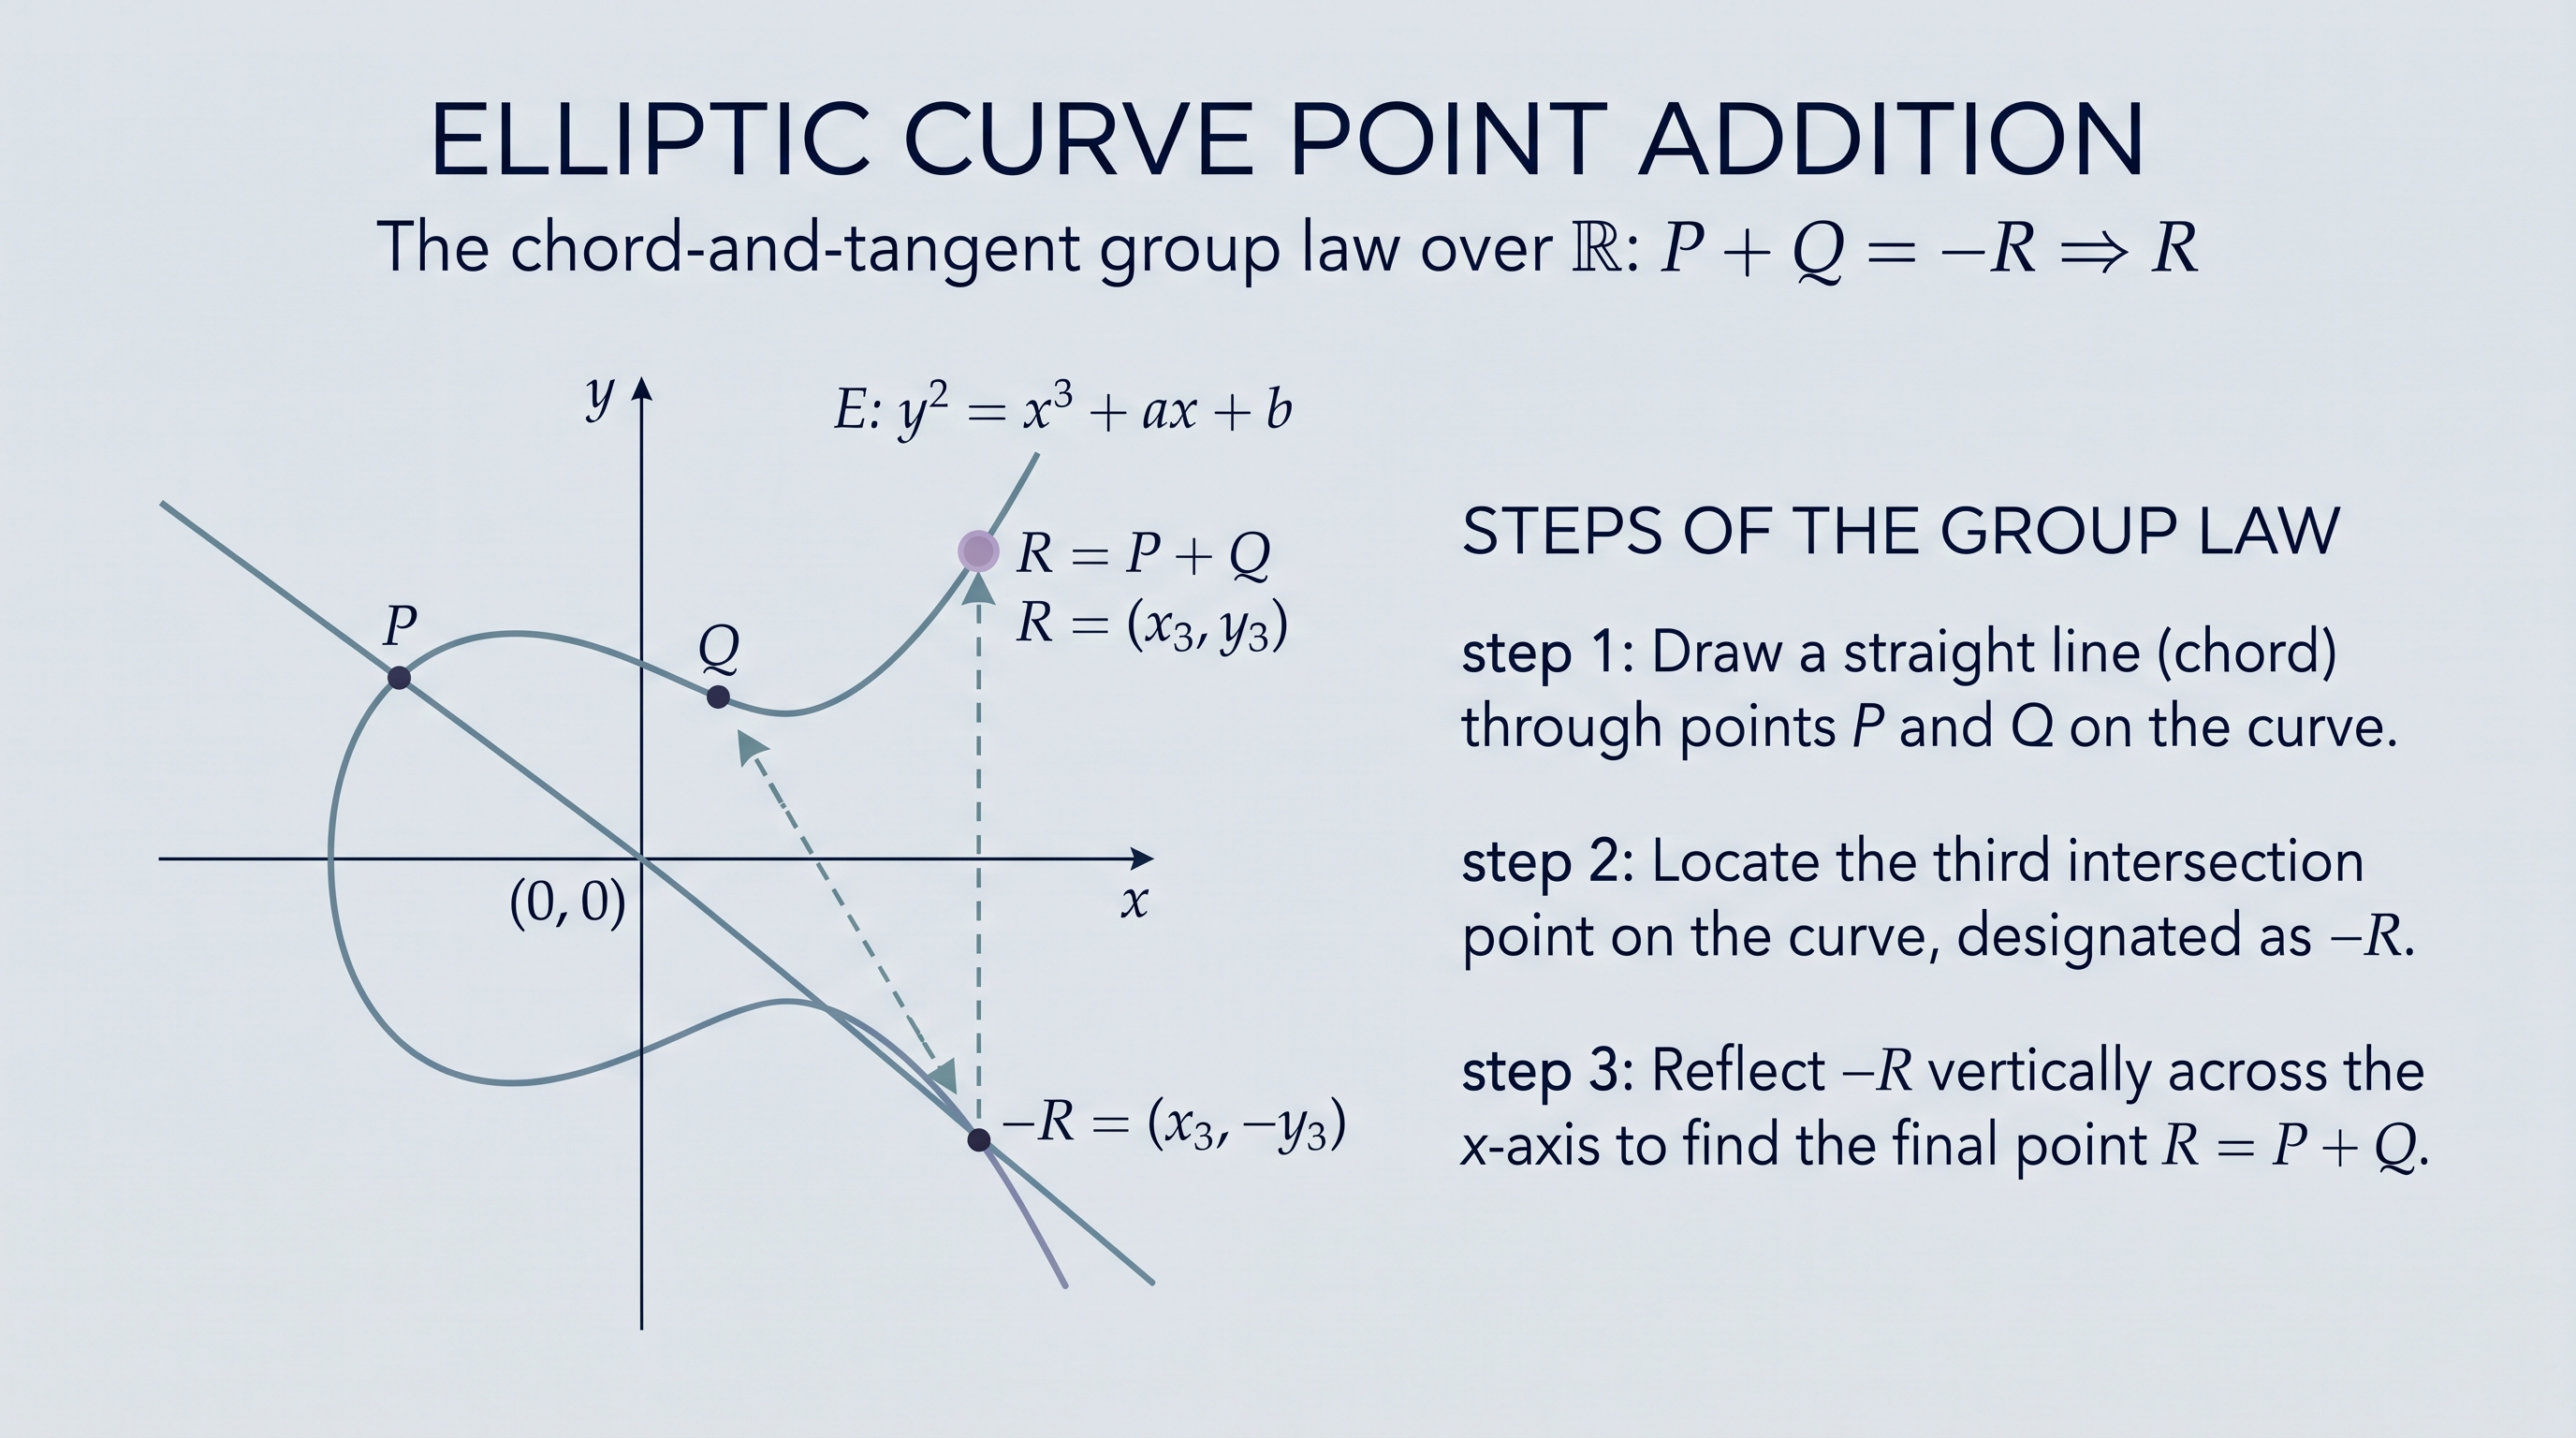 ELLIPTIC CURVE POINT ADDITION
The chord-and-tangent group law over ℝ: P + Q = −R ⇒ R
y
E: y² = x³ + ax + b
R = P + Q
R = (x₃, y₃)
P
Q
(0, 0)
x
−R = (x₃, −y₃)
STEPS OF THE GROUP LAW
step 1: Draw a straight line (chord)
through points P and Q on the curve.
step 2: Locate the third intersection
point on the curve, designated as −R.
step 3: Reflect −R vertically across the
x-axis to find the final point R = P + Q.